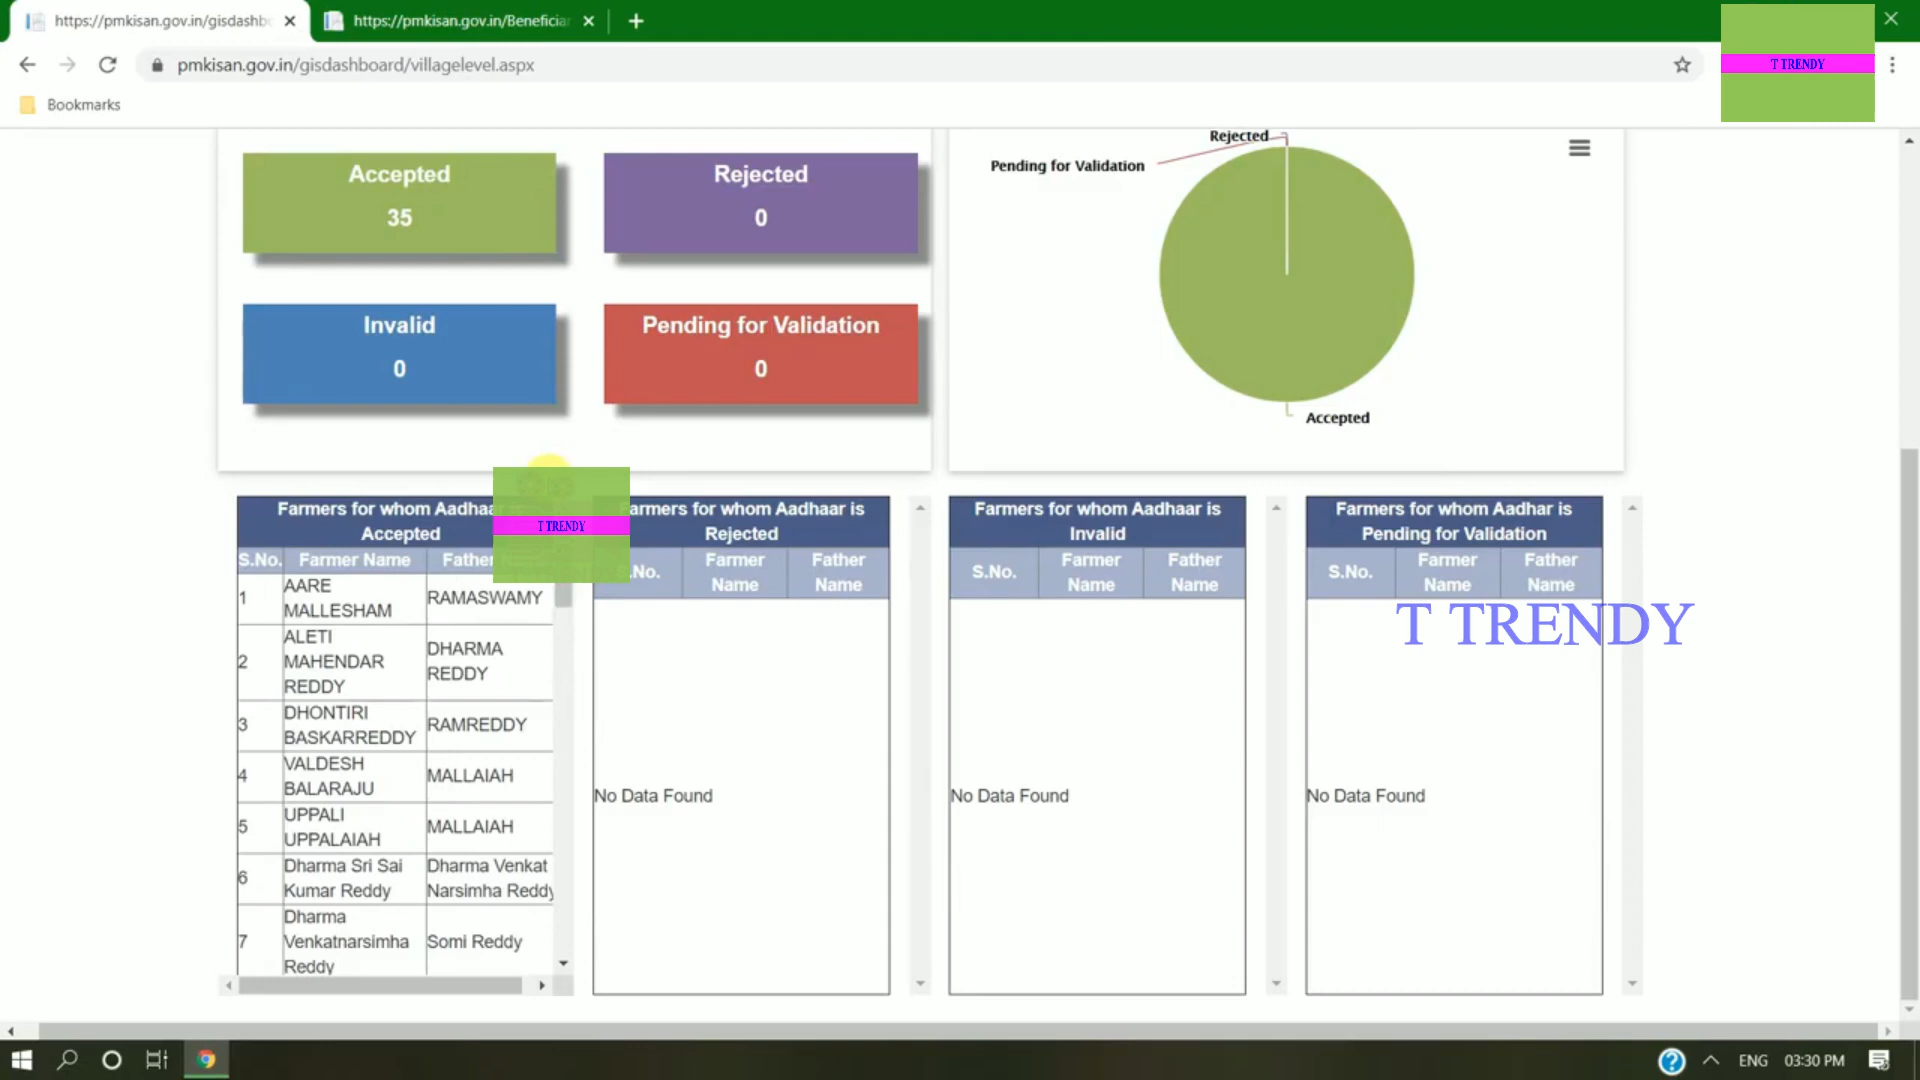 https://pmkisan.gov.in/gisdashb
https://pmkisan.gov.in/Beneficiar
pmkisan.gov.in/gisdashboard/villagelevel.aspx
T TRENDY
Bookmarks
Accepted
35
Rejected
0
Invalid
0
Pending for Validation
0
Rejected
Pending for Validation
Accepted
Farmers for whom Aadhaar
Accepted
S.No. Farmer Name Father
1 AARE MALLESHAM RAMASWAMY
2 ALETI MAHENDAR REDDY DHARMA REDDY
3 DHONTIRI BASKARREDDY RAMREDDY
4 VALDESH BALARAJU MALLAIAH
5 UPPALI UPPALAIAH MALLAIAH
6 Dharma Sri Sai Kumar Reddy Dharma Venkat Narsimha Reddy
7 Dharma Venkatnarsimha Reddy Somi Reddy
T TRENDY
Farmers for whom Aadhaar is
Rejected
S.No. Farmer Name Father Name
No Data Found
Farmers for whom Aadhaar is
Invalid
S.No. Farmer Name Father Name
No Data Found
Farmers for whom Aadhar is
Pending for Validation
S.No. Farmer Name Father Name
T TRENDY
No Data Found
ENG 03:30 PM